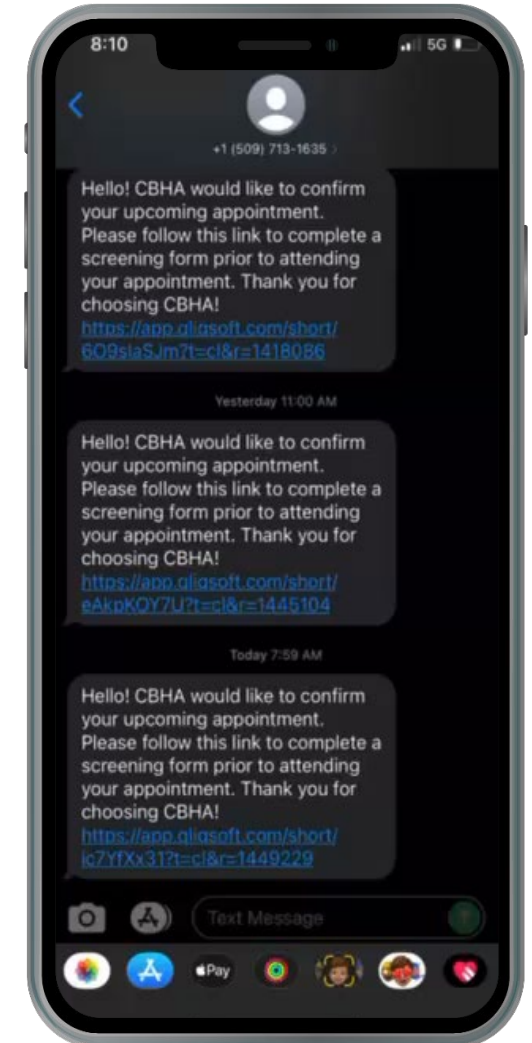 8:10
5G
+1 (509) 713-1635
Hello! CBHA would like to confirm
your upcoming appointment.
Please follow this link to complete a
screening form prior to attending
your appointment. Thank you for
choosing CBHA!
https://app.qliqsoft.com/short/
6O9slaSJm?t=cl&r=1418086
Yesterday 11:00 AM
Hello! CBHA would like to confirm
your upcoming appointment.
Please follow this link to complete a
screening form prior to attending
your appointment. Thank you for
choosing CBHA!
https://app.qliqsoft.com/short/
eAkpKOY7U?t=cl&r=1445104
Today 7:59 AM
Hello! CBHA would like to confirm
your upcoming appointment.
Please follow this link to complete a
screening form prior to attending
your appointment. Thank you for
choosing CBHA!
https://app.qliqsoft.com/short/
jc7YfXx31?t=cl&r=1449229
Text Message
Pay